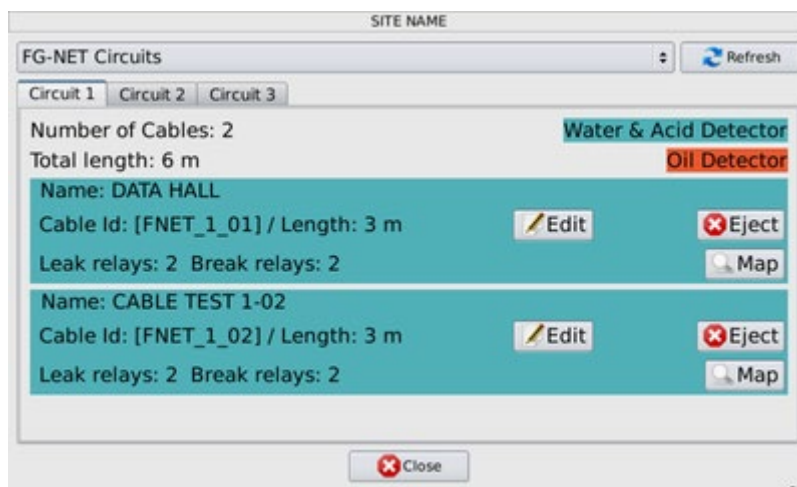 SITE NAME
FG-NET Circuits
Refresh
Circuit 1 Circuit 2 Circuit 3
Number of Cables: 2
Water & Acid Detector
Total length: 6 m
Oil Detector
Name: DATA HALL
Cable Id: [FNET_1_01] / Length: 3 m
Edit
Eject
Leak relays: 2 Break relays: 2
Map
Name: CABLE TEST 1-02
Cable Id: [FNET_1_02] / Length: 3 m
Edit
Eject
Leak relays: 2 Break relays: 2
Map
Close